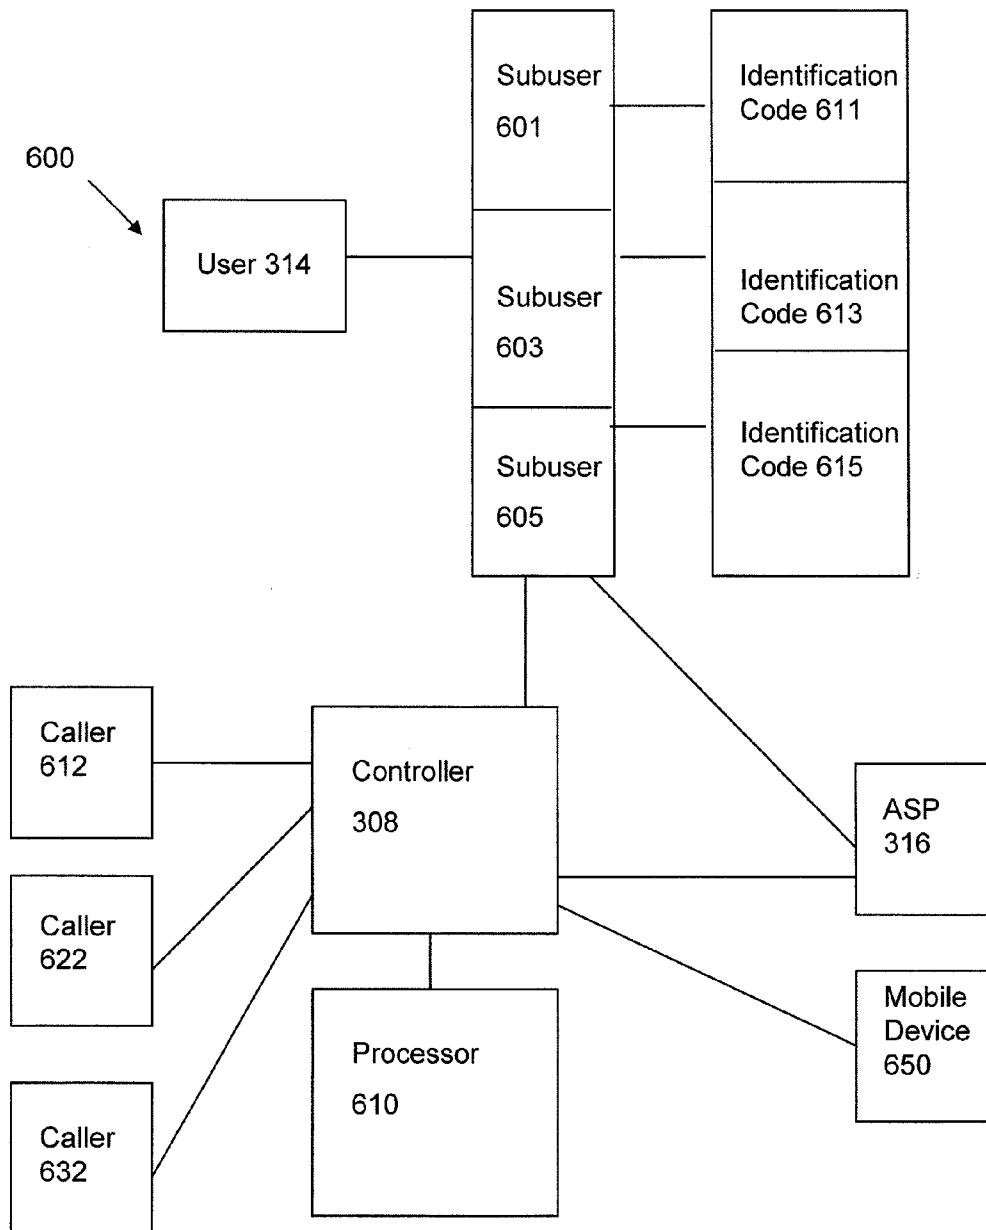 600
User 314
Subuser
601
Subuser
603
Subuser
605
Identification
Code 611
Identification
Code 613
Identification
Code 615
Caller
612
Caller
622
Caller
632
Controller
308
Processor
610
ASP
316
Mobile
Device
650